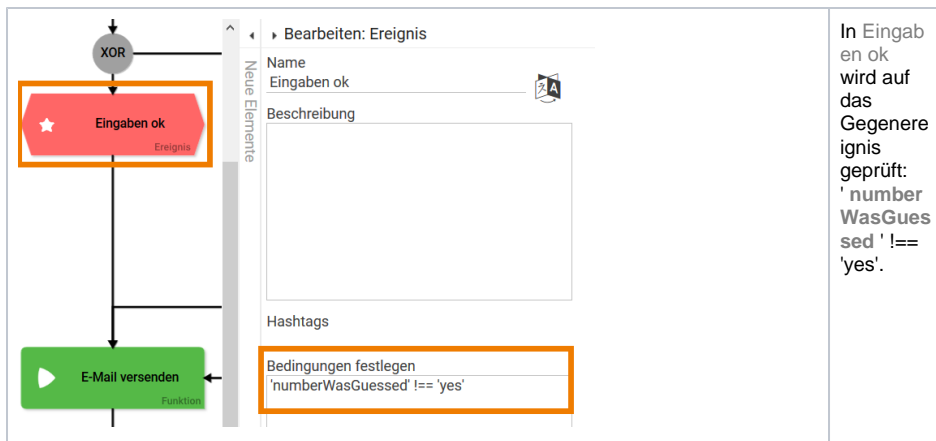 XOR
Eingaben ok
Ereignis
E-Mail versenden
Funktion
Neue Elemente
Bearbeiten: Ereignis
Name
Eingaben ok
Beschreibung
Hashtags
Bedingungen festlegen
'numberWasGuessed' !== 'yes'
In Eingab
en ok
wird auf
das
Gegenere
ignis
geprüft:
' number
WasGues
sed ' !==
'yes'.